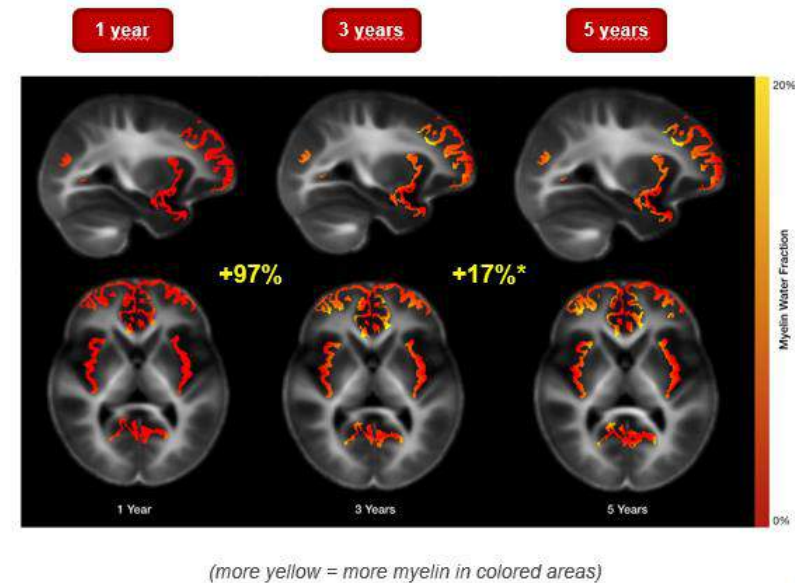 1 year
3 years
5 years
20%
+97%
+17%*
Myelin Water Fraction
1 Year
3 Years
5 Years
0%
(more yellow = more myelin in colored areas)